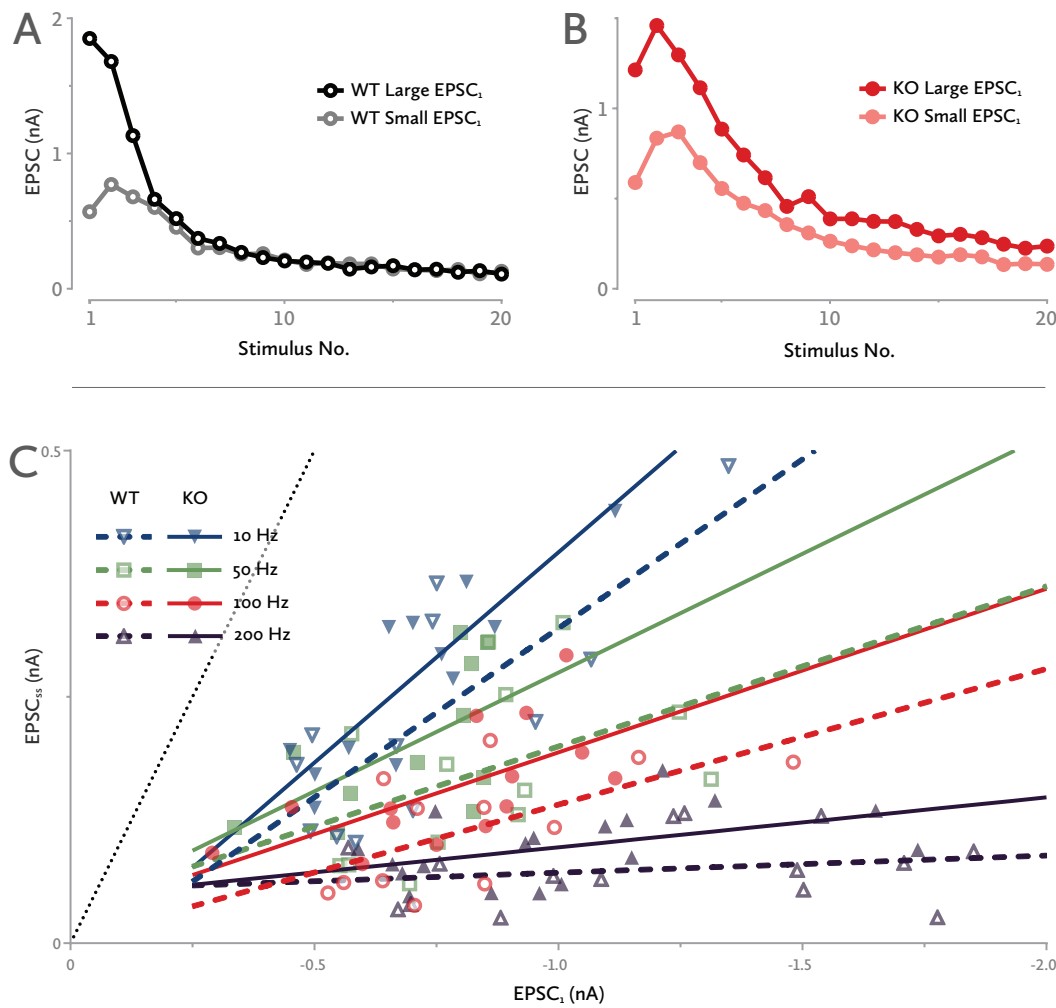 A
2
1
0
EPSC (nA)
WT Large EPSC₁
WT Small EPSC₁
1
10
20
Stimulus No.
B
1
0
EPSC (nA)
KO Large EPSC₁
KO Small EPSC₁
1
10
20
Stimulus No.
C
0.5
WT KO
10 Hz
50 Hz
100 Hz
200 Hz
EPSCss (nA)
0
0
-0.5
-1.0
-1.5
-2.0
EPSC₁ (nA)